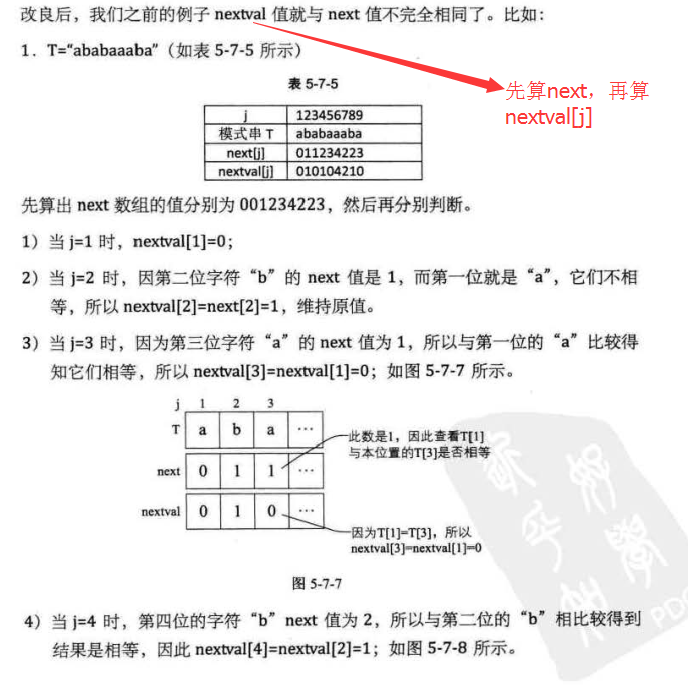 改良后，我们之前的例子 nextval 值就与 next 值不完全相同了。比如：
1．T=“ababaaaba”（如表 5-7-5 所示）
表 5-7-5
先算next，再算
nextval[j]
j 123456789
模式串 T ababaaaba
next[j] 011234223
nextval[j] 010104210
先算出 next 数组的值分别为 001234223，然后再分别判断。
1）当 j=1 时，nextval[1]=0；
2）当 j=2 时，因第二位字符“b”的 next 值是 1，而第一位就是“a”，它们不相
等，所以 nextval[2]=next[2]=1，维持原值。
3）当 j=3 时，因为第三位字符“a”的 next 值为 1，所以与第一位的“a”比较得
知它们相等，所以 nextval[3]=nextval[1]=0；如图 5-7-7 所示。
j 1 2 3
T a b a …
此数是1，因此查看T[1]
与本位置的T[3]是否相等
next 0 1 1 …
nextval 0 1 0 …
因为T[1]=T[3]，所以
nextval[3]=nextval[1]=0
图 5-7-7
4）当 j=4 时，第四位的字符“b”next 值为 2，所以与第二位的“b”相比较得到
结果是相等，因此 nextval[4]=nextval[2]=1；如图 5-7-8 所示。